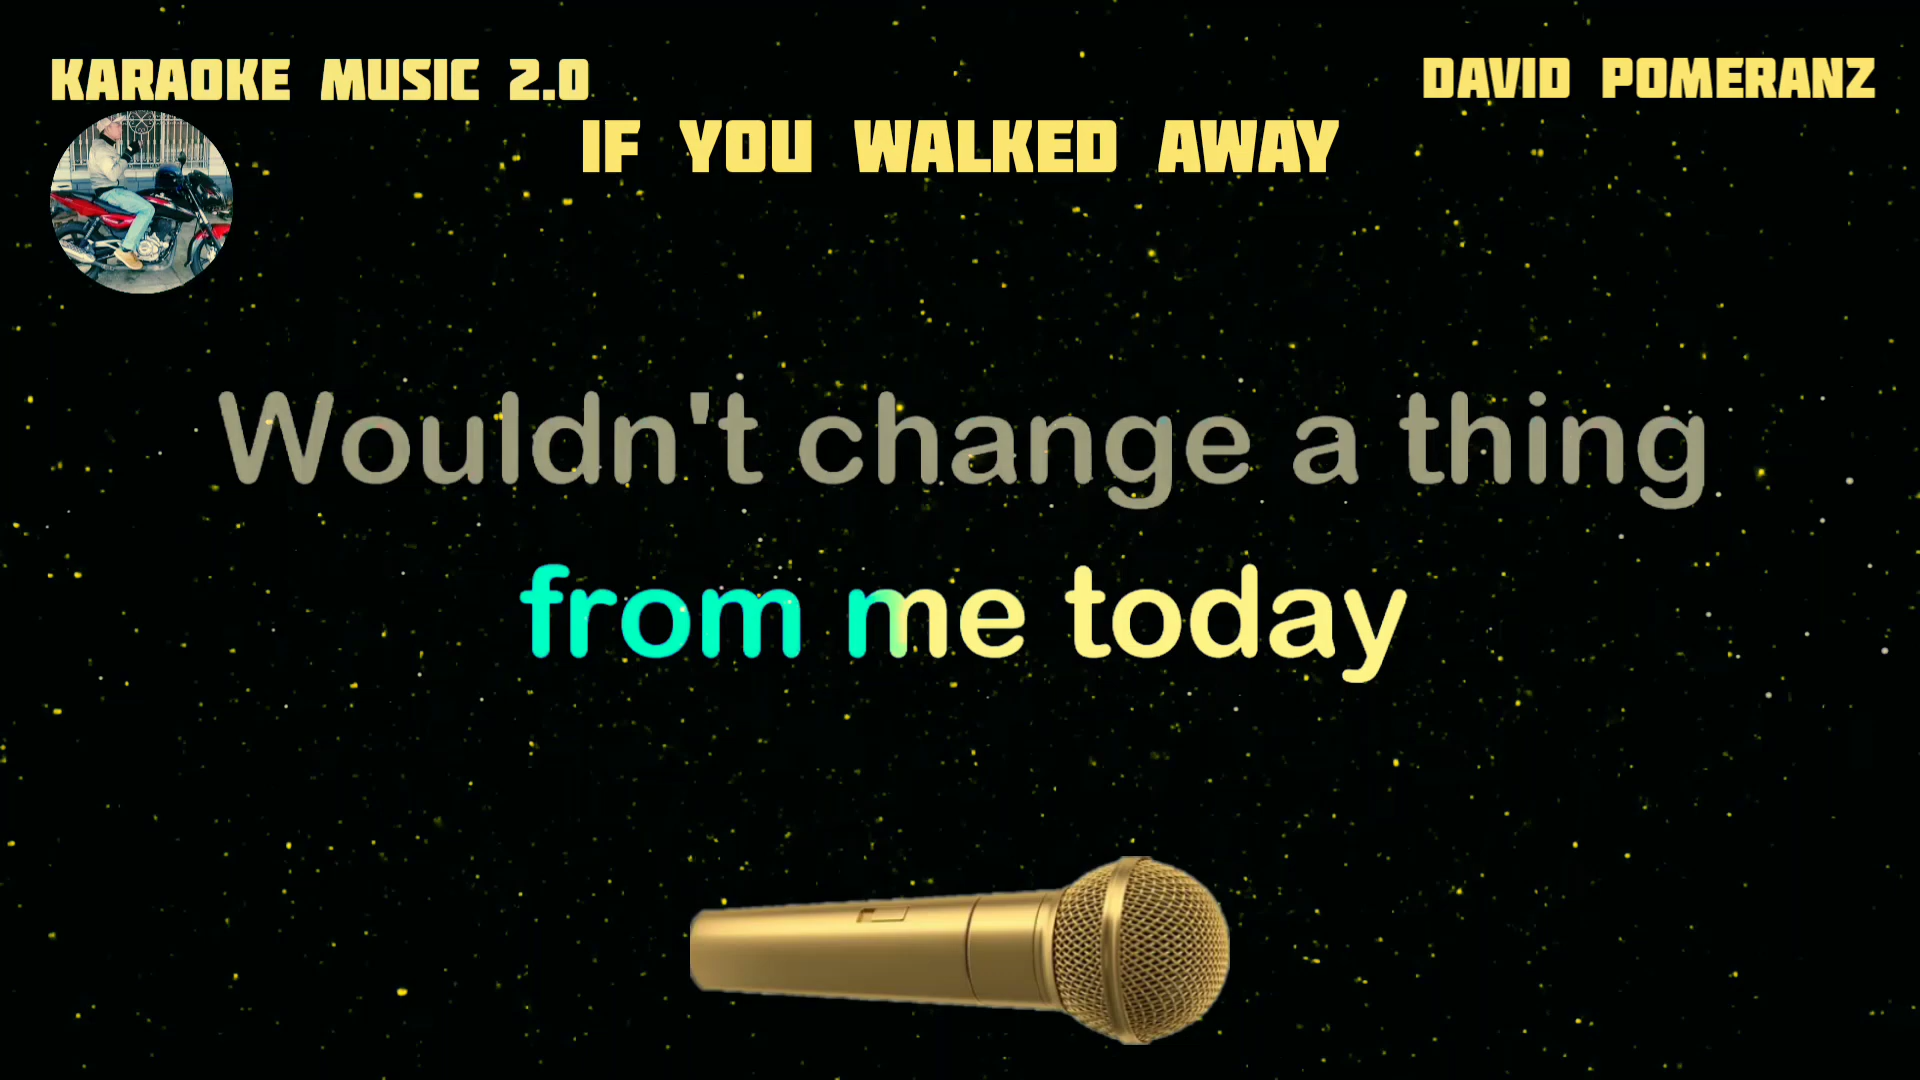 KARAOKE MUSIC 2.0
DAVID POMERANZ
IF YOU WALKED AWAY
Wouldn't change a thing
from me today